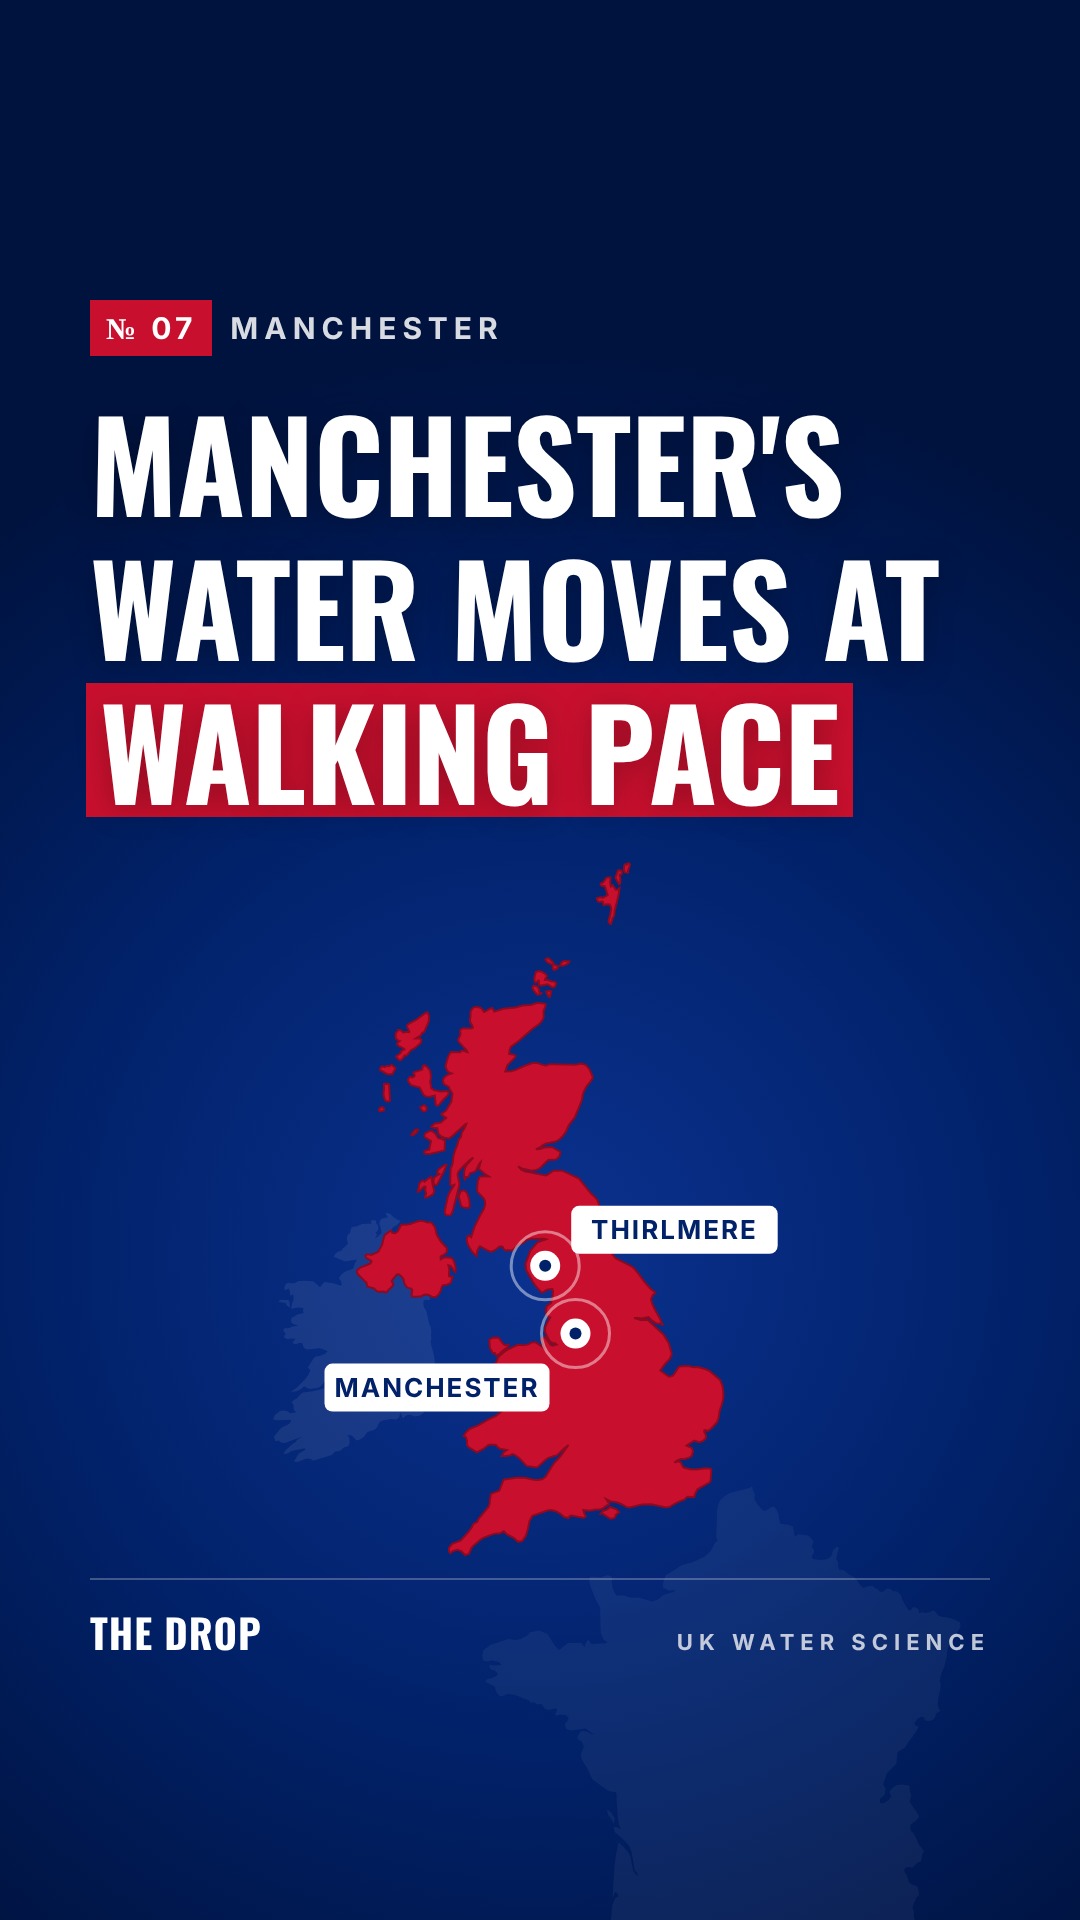 № 07 MANCHESTER
MANCHESTER'S
WATER MOVES AT
WALKING PACE
THIRLMERE
MANCHESTER
THE DROP
UK WATER SCIENCE